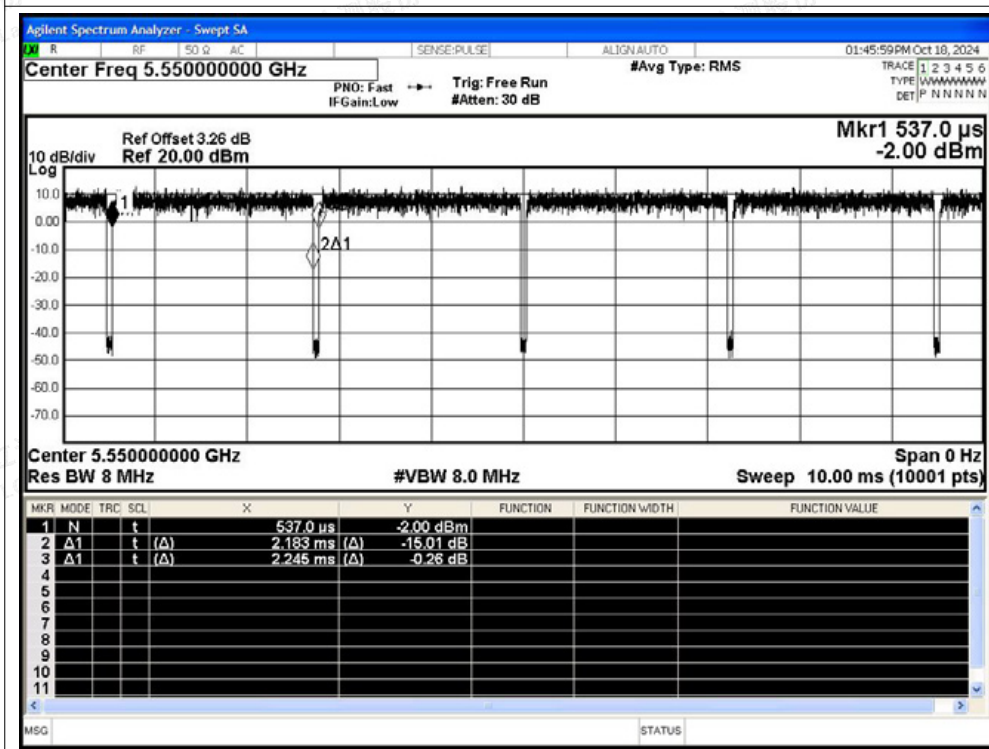 Agilent Spectrum Analyzer - Swept SA
LXI R RF 50 Ω AC SENSE:PULSE ALIGN AUTO 01:45:59 PM Oct 18, 2024
Center Freq 5.550000000 GHz #Avg Type: RMS TRACE 1 2 3 4 5 6
PNO: Fast Trig: Free Run TYPE WWWWWW
IFGain:Low #Atten: 30 dB DET P N N N N N
Mkr1 537.0 µs
Ref Offset 3.26 dB
10 dB/div Ref 20.00 dBm -2.00 dBm
Log
10.0
1
0.00
2Δ1
-10.0
-20.0
-30.0
-40.0
-50.0
-60.0
-70.0
Center 5.550000000 GHz Span 0 Hz
Res BW 8 MHz #VBW 8.0 MHz Sweep 10.00 ms (10001 pts)
MKR MODE TRC SCL X Y FUNCTION FUNCTION WIDTH FUNCTION VALUE
1 N t 537.0 µs -2.00 dBm
2 Δ1 t (Δ) 2.183 ms (Δ) -15.01 dB
3 Δ1 t (Δ) 2.245 ms (Δ) -0.26 dB
4
5
6
7
8
9
10
11
MSG STATUS